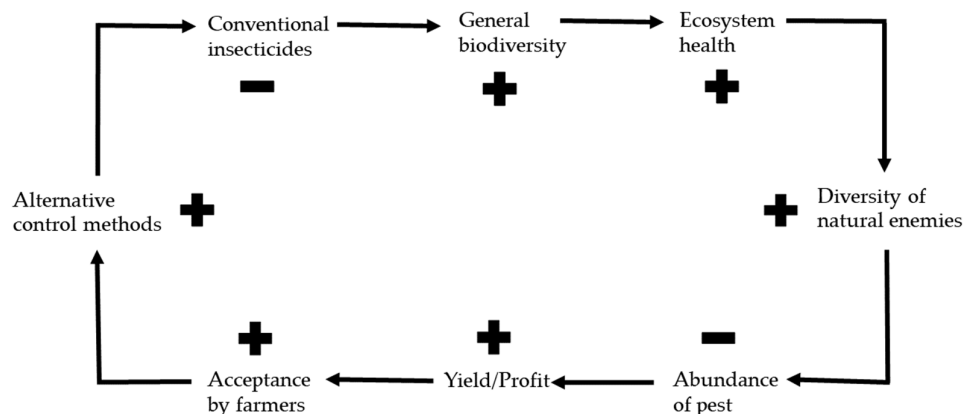 Conventional
insecticides
General
biodiversity
Ecosystem
health
Alternative
control methods
Diversity of
natural enemies
Acceptance
by farmers
Yield/Profit
Abundance
of pest